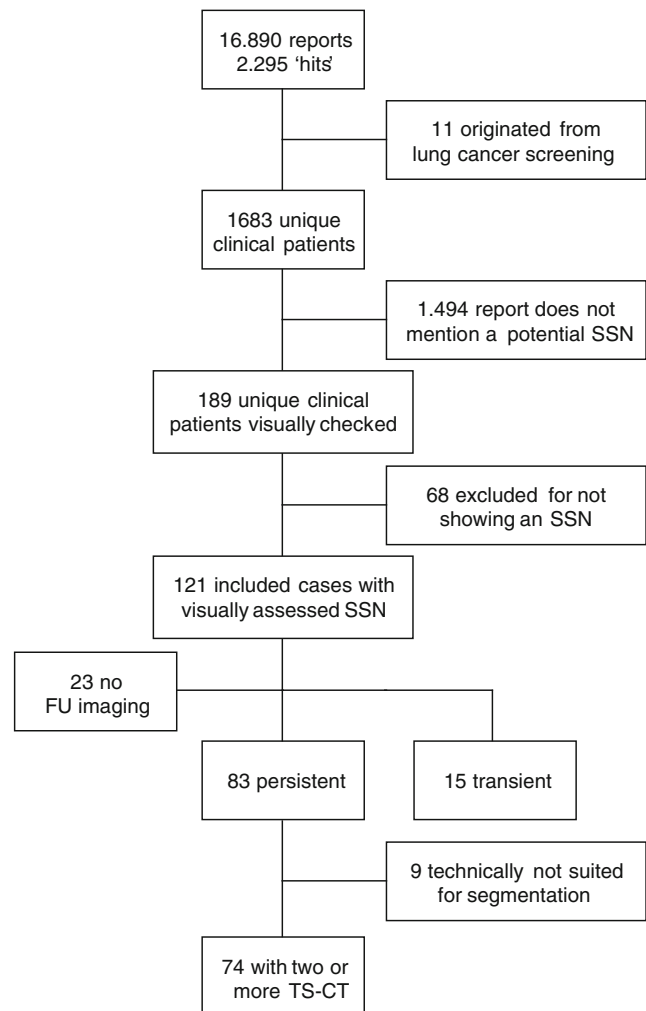 16.890 reports
2.295 ‘hits’
11 originated from
lung cancer screening
1683 unique
clinical patients
1.494 report does not
mention a potential SSN
189 unique clinical
patients visually checked
68 excluded for not
showing an SSN
121 included cases with
visually assessed SSN
23 no
FU imaging
83 persistent
15 transient
9 technically not suited
for segmentation
74 with two or
more TS-CT